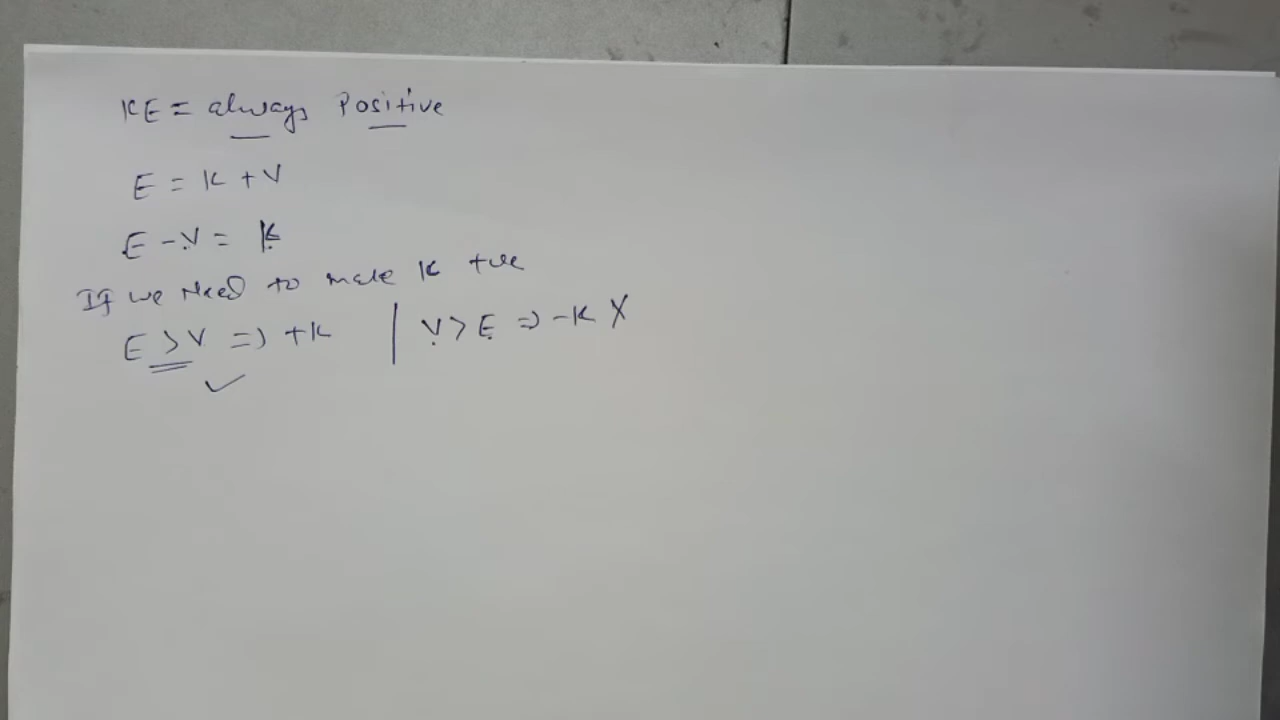 KE = always Positive
E = K + V
E - V = K
If we need to make K +ve
E > V => +K | V > E => -K X